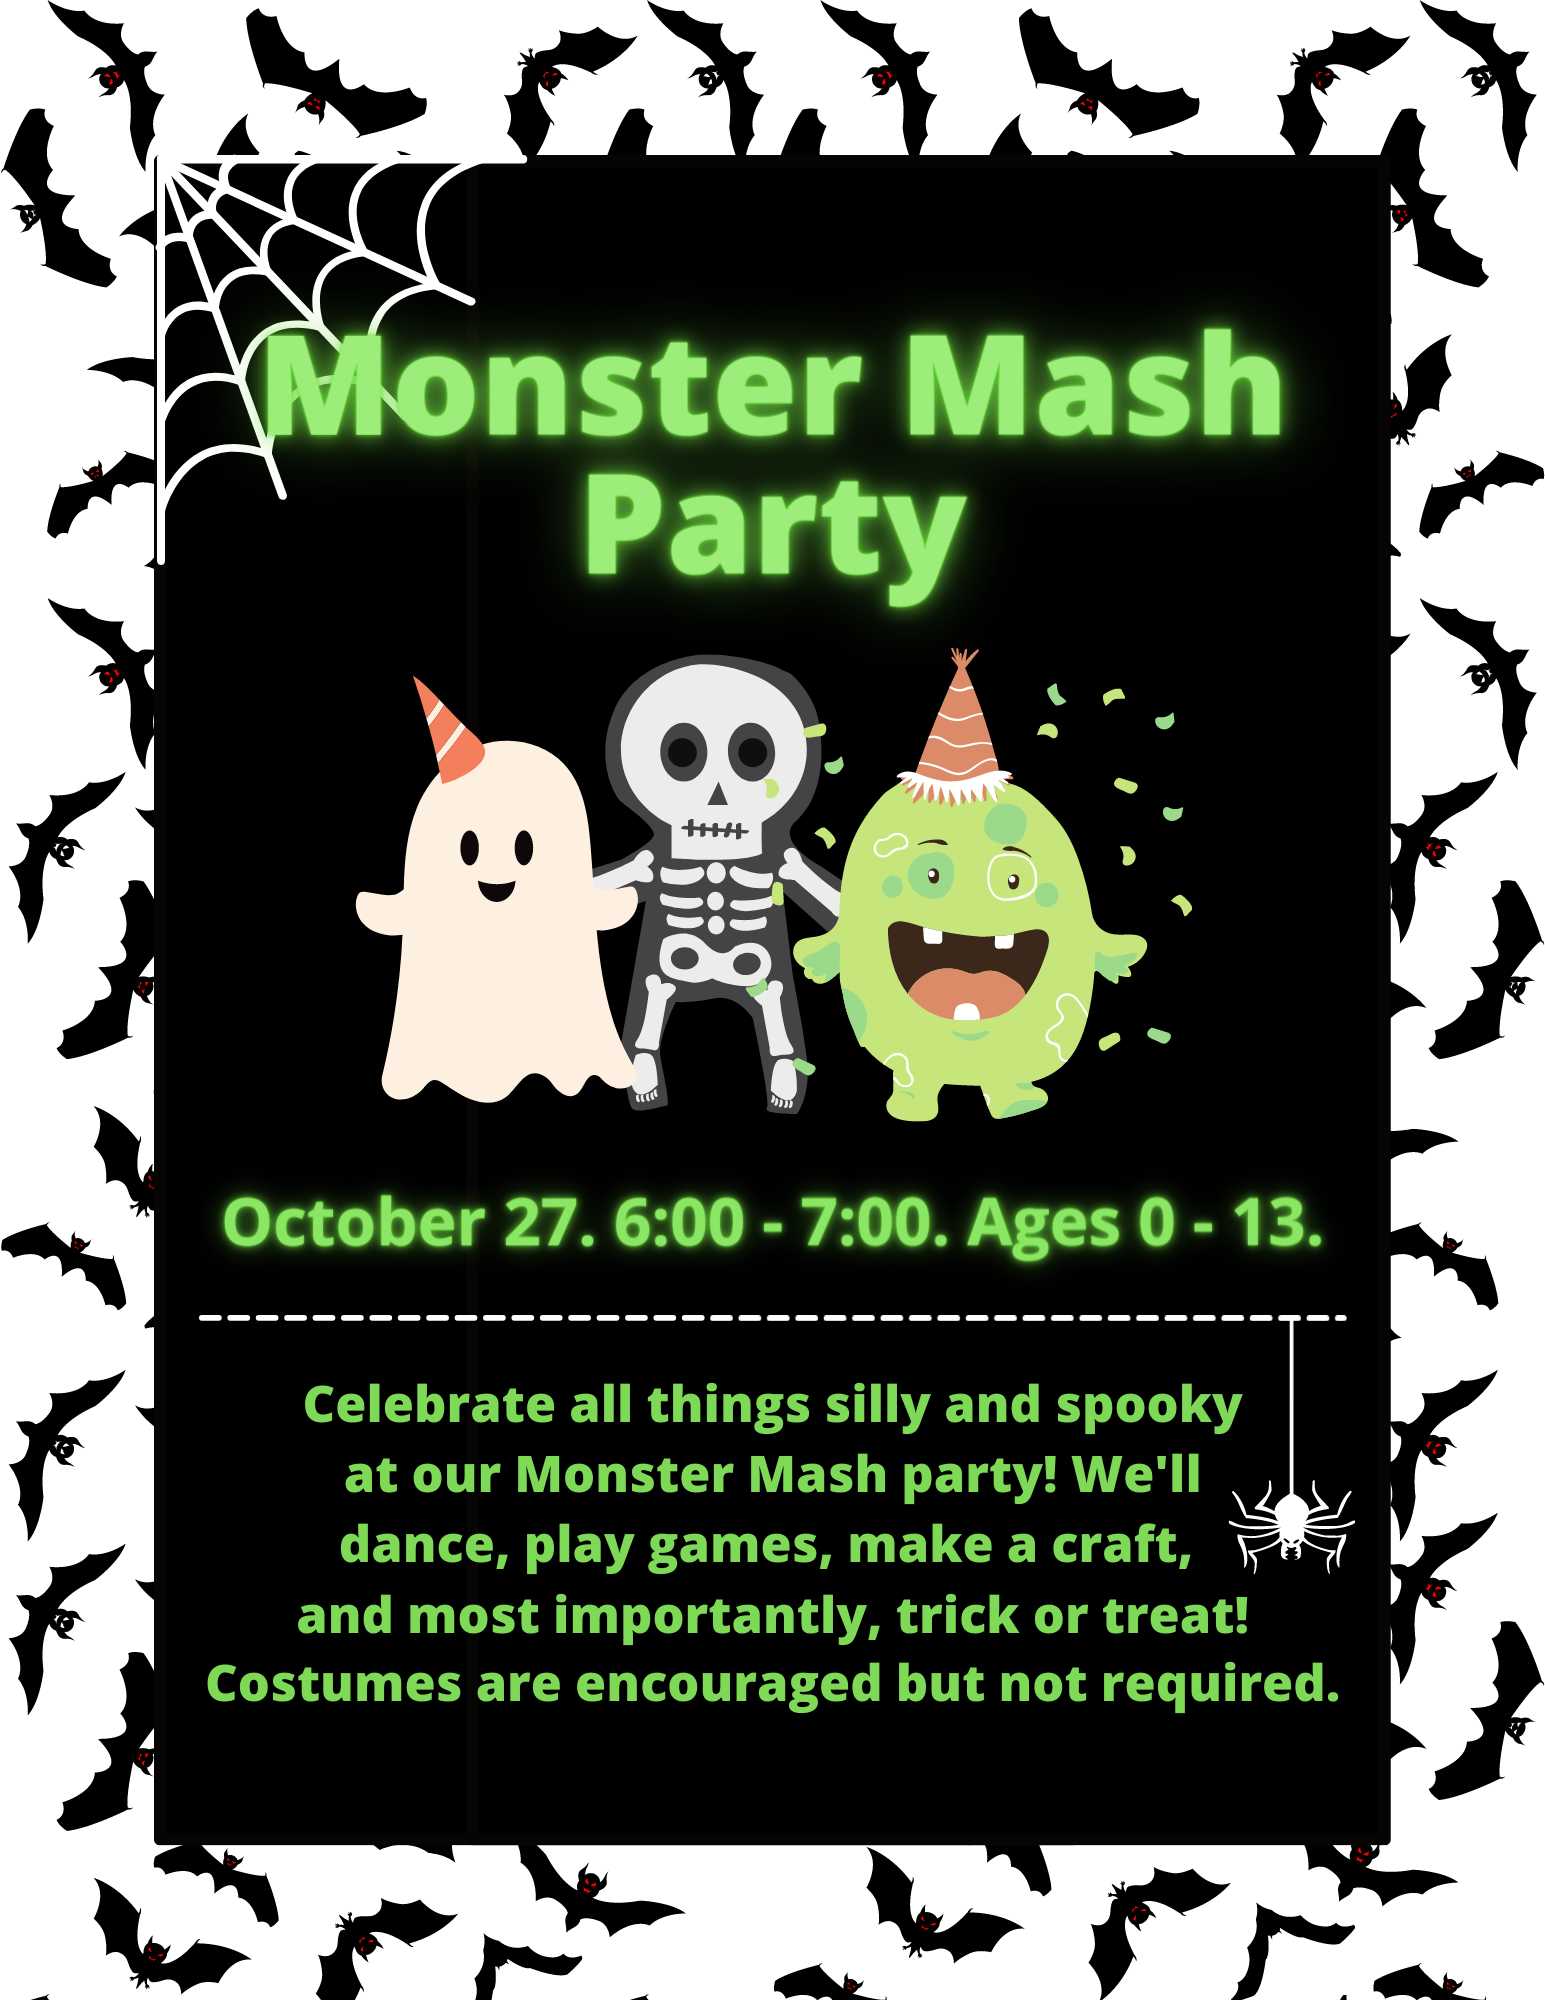 Monster Mash
Party
October 27. 6:00 - 7:00. Ages 0 - 13.
Celebrate all things silly and spooky
at our Monster Mash party! We'll
dance, play games, make a craft,
and most importantly, trick or treat!
Costumes are encouraged but not required.